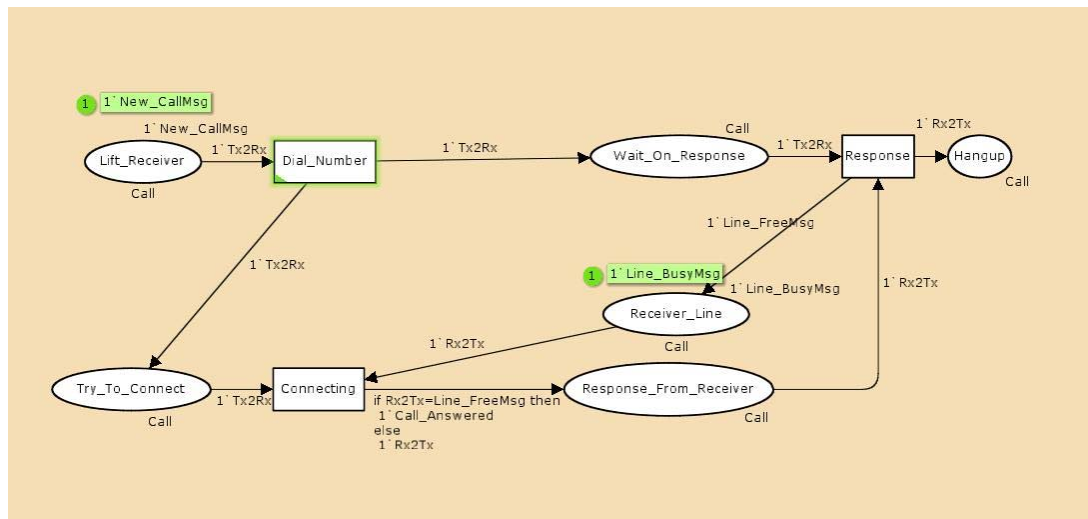 1 1`New_CallMsg
1`New_CallMsg
Lift_Receiver
1`Tx2Rx
Dial_Number
Call
1`Tx2Rx
Call
Wait_On_Response
1`Tx2Rx
Response
1`Rx2Tx
Hangup
Call
1`Line_FreeMsg
1`Tx2Rx
1 1`Line_BusyMsg
1`Line_BusyMsg
Receiver_Line
Call
1`Rx2Tx
1`Rx2Tx
Try_To_Connect
Call
1`Tx2Rx
Connecting
if Rx2Tx=Line_FreeMsg then
1`Call_Answered
else
1`Rx2Tx
Response_From_Receiver
Call